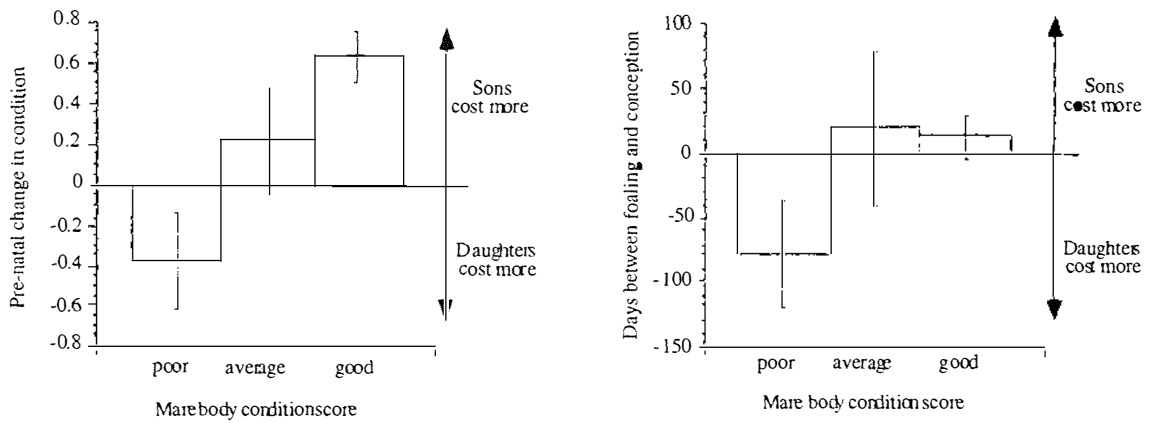 Pre-natal change in condition
0.8
0.6
0.4
0.2
0
-0.2
-0.4
-0.6
-0.8
poor average good
Mare body condition score
Sons
cost more
Daughters
cost more
Days between foaling and conception
100
50
0
-50
-100
-150
poor average good
Mare body condition score
Sons
cost more
Daughters
cost more